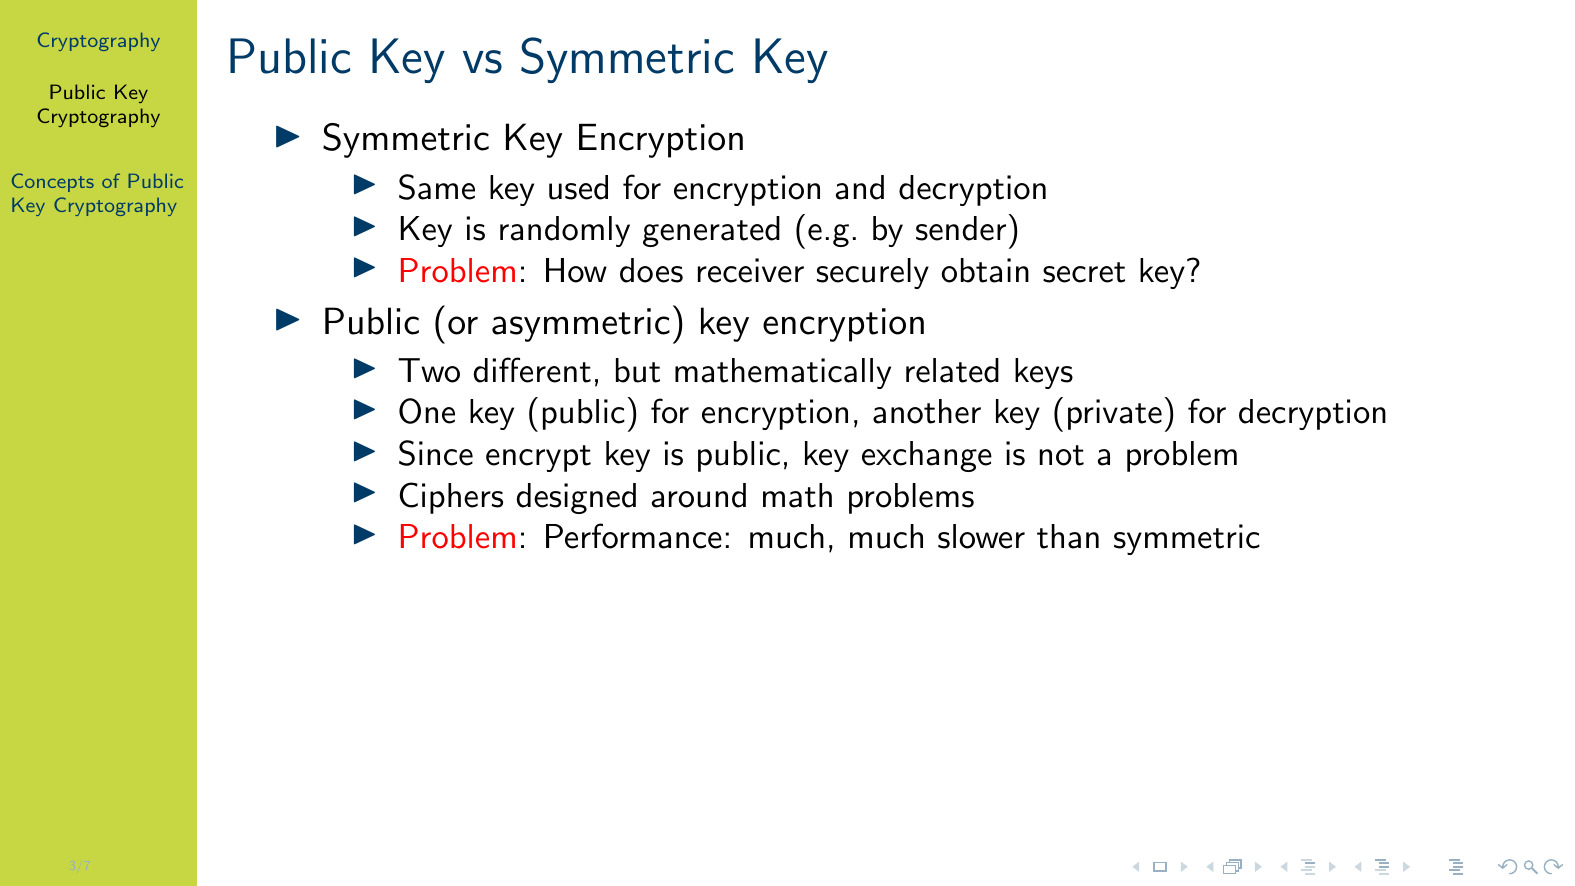 Cryptography
Public Key
Cryptography
Concepts of Public
Key Cryptography
3/7
Public Key vs Symmetric Key
Symmetric Key Encryption
Same key used for encryption and decryption
Key is randomly generated (e.g. by sender)
Problem: How does receiver securely obtain secret key?
Public (or asymmetric) key encryption
Two different, but mathematically related keys
One key (public) for encryption, another key (private) for decryption
Since encrypt key is public, key exchange is not a problem
Ciphers designed around math problems
Problem: Performance: much, much slower than symmetric